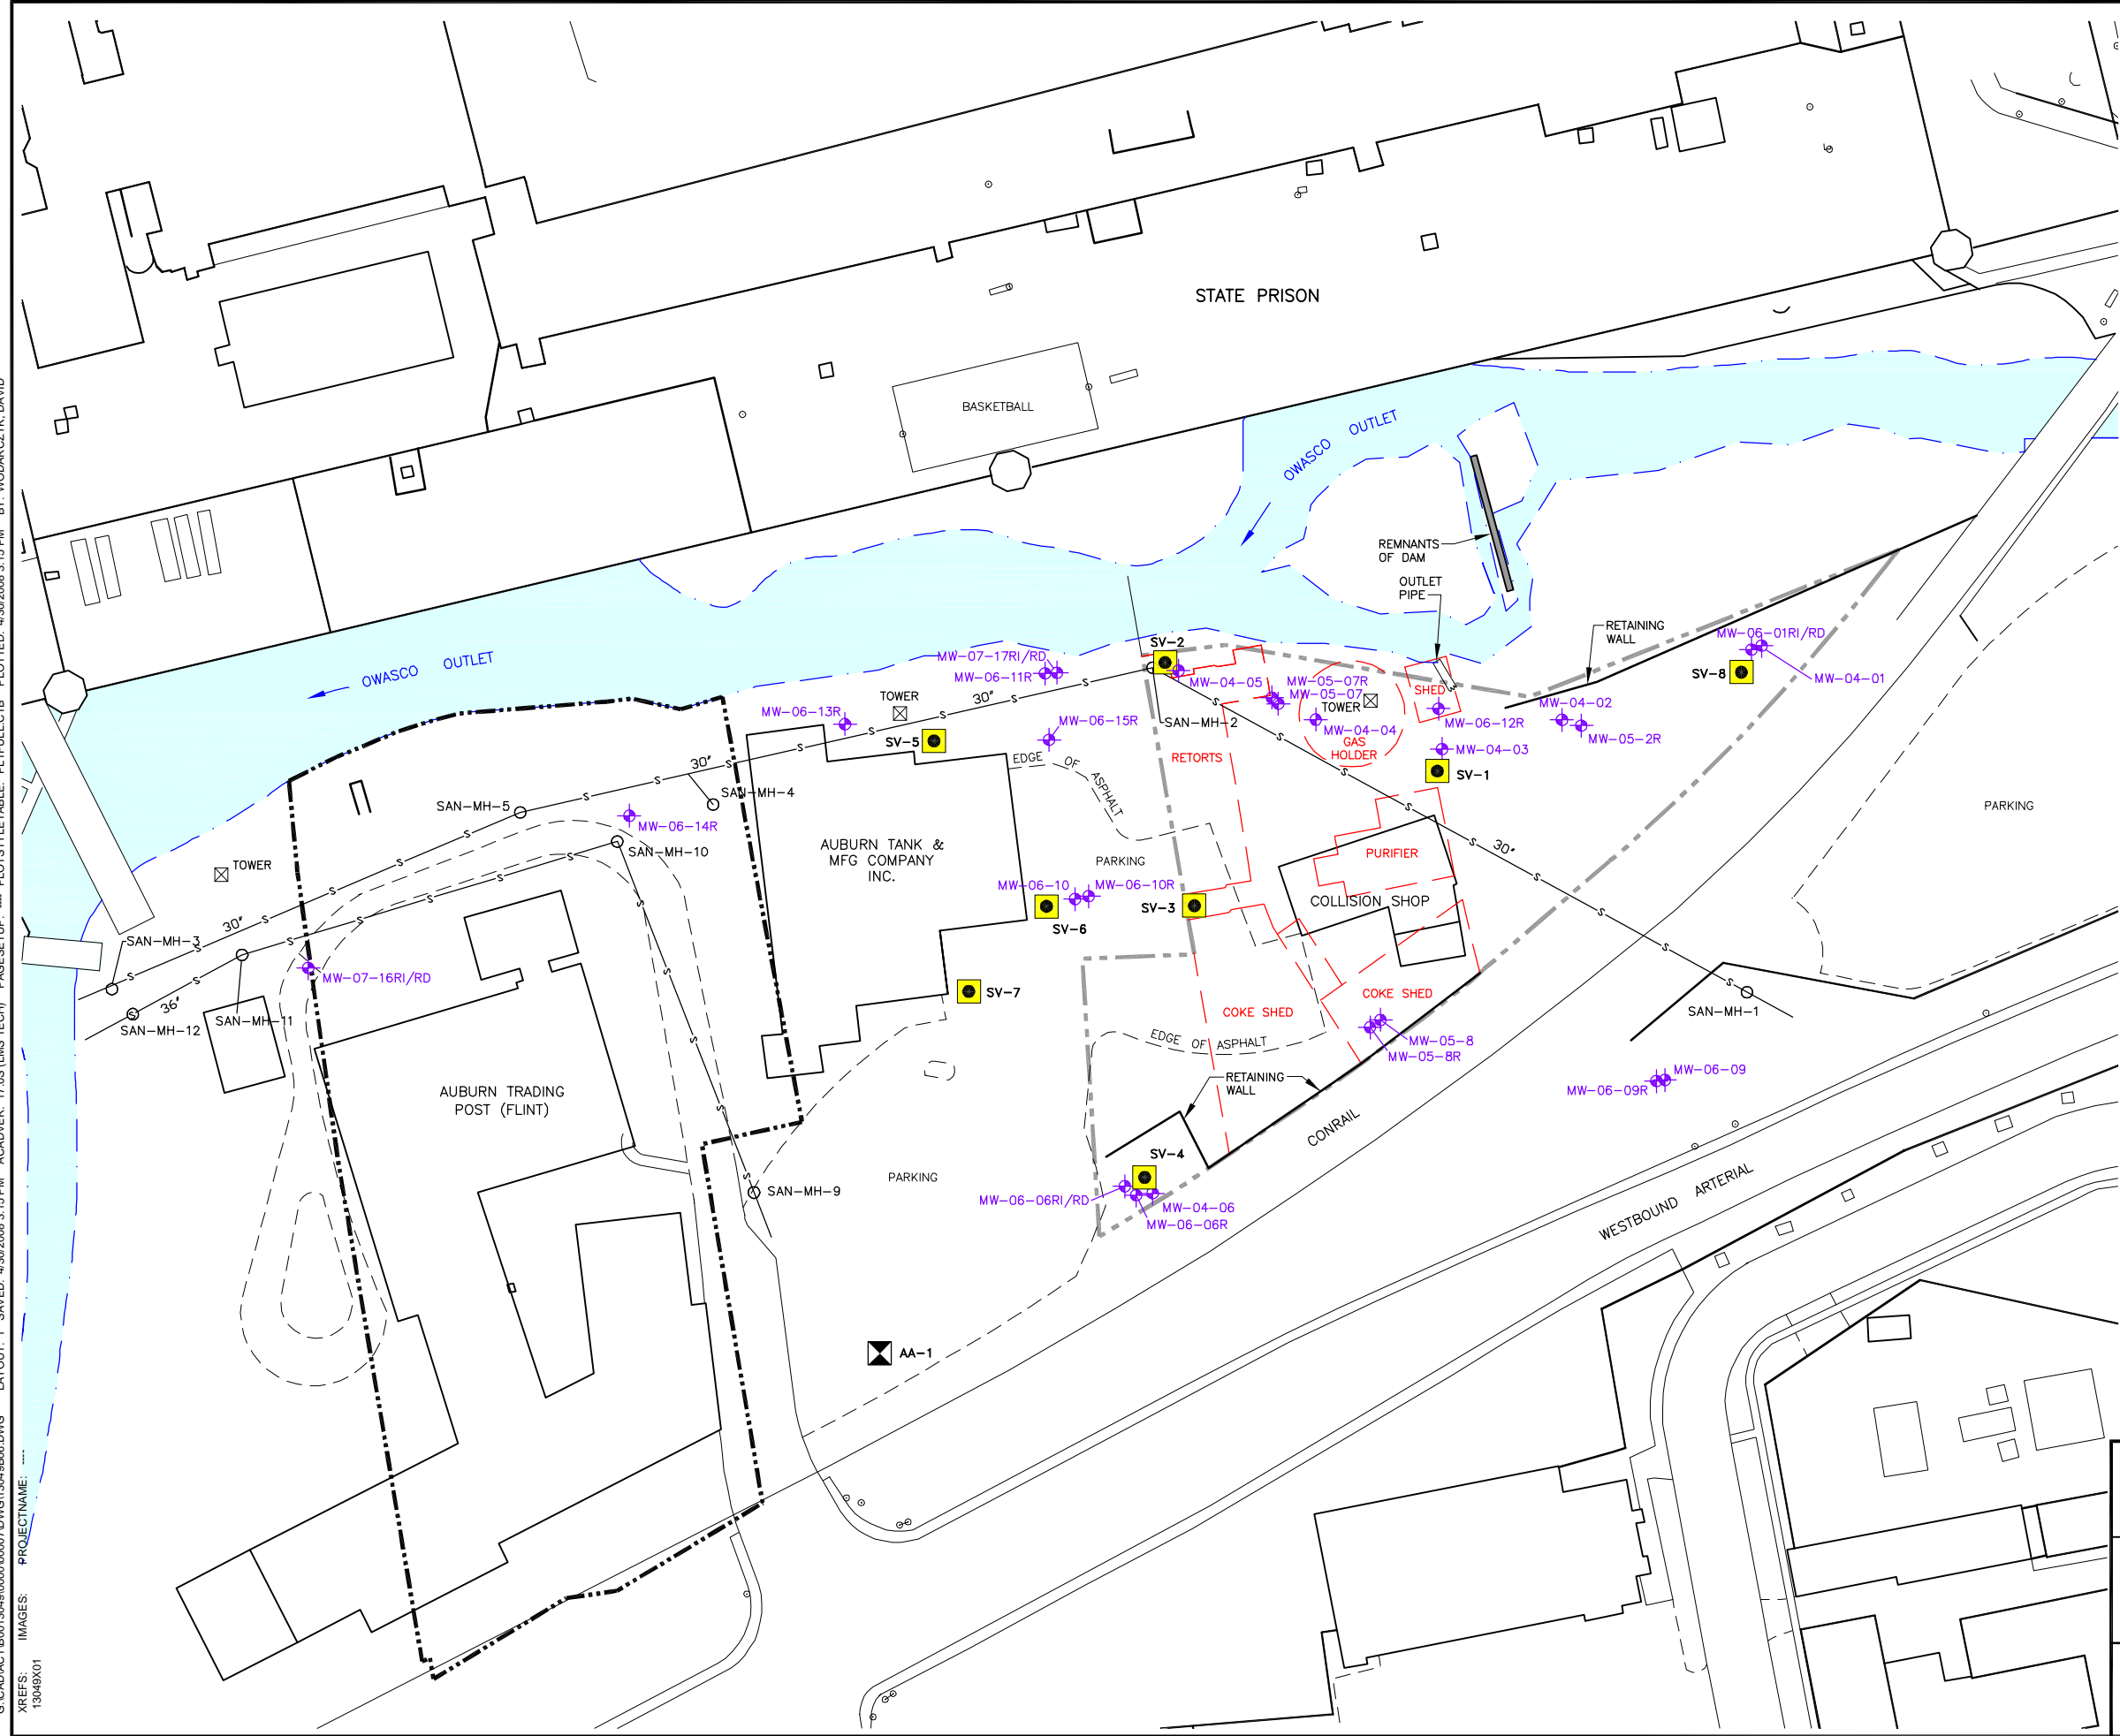 STATE PRISON
BASKETBALL
OWASCO OUTLET
REMNANTS
OF DAM
OUTLET
PIPE
RETAINING
WALL
OWASCO OUTLET
SV-2
MW-07-17RI/RD
MW-06-11R
MW-04-05
MW-05-07R
MW-05-07
TOWER
SHED
MW-06-01RI/RD
SV-8
MW-04-01
MW-04-02
MW-05-2R
MW-06-12R
MW-04-04
GAS
HOLDER
MW-04-03
SV-1
TOWER
30"
MW-06-13R
SV-5
MW-06-15R
SAN-MH-2
RETORTS
EDGE OF ASPHALT
30"
SAN-MH-4
SAN-MH-5
MW-06-14R
SAN-MH-10
AUBURN TANK &
MFG COMPANY
INC.
PARKING
PARKING
PURIFIER
30"
COLLISION SHOP
MW-06-10
MW-06-10R
SV-3
SV-6
TOWER
30"
SAN-MH-3
MW-07-16RI/RD
36"
SAN-MH-12
SAN-MH-11
SV-7
COKE SHED
COKE SHED
SAN-MH-1
EDGE OF ASPHALT
MW-05-8
MW-05-8R
MW-06-09
MW-06-09R
AUBURN TRADING
POST (FLINT)
RETAINING
WALL
CONRAIL
SV-4
PARKING
SAN-MH-9
MW-06-06RI/RD
MW-04-06
MW-06-06R
WESTBOUND ARTERIAL
AA-1
XREFS: IMAGES: PROJECTNAME: ----
13049X01